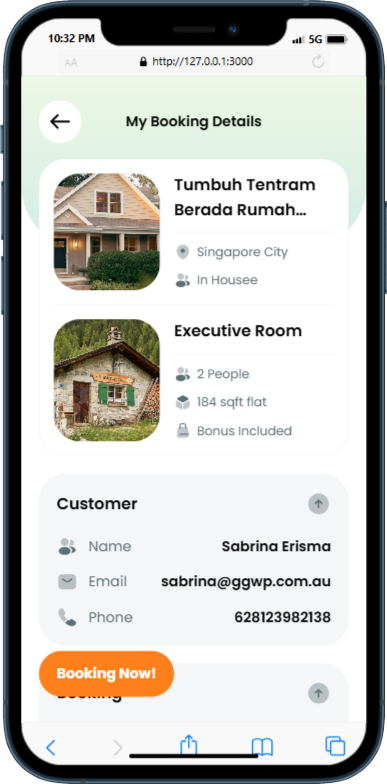 10:32 PM
5G
AA
http://127.0.0.1:3000
My Booking Details
Tumbuh Tentram
Berada Rumah...
Singapore City
In Housee
Executive Room
2 People
184 sqft flat
Bonus Included
Customer
Name Sabrina Erisma
Email sabrina@ggwp.com.au
Phone 628123982138
Booking Now!
Booking